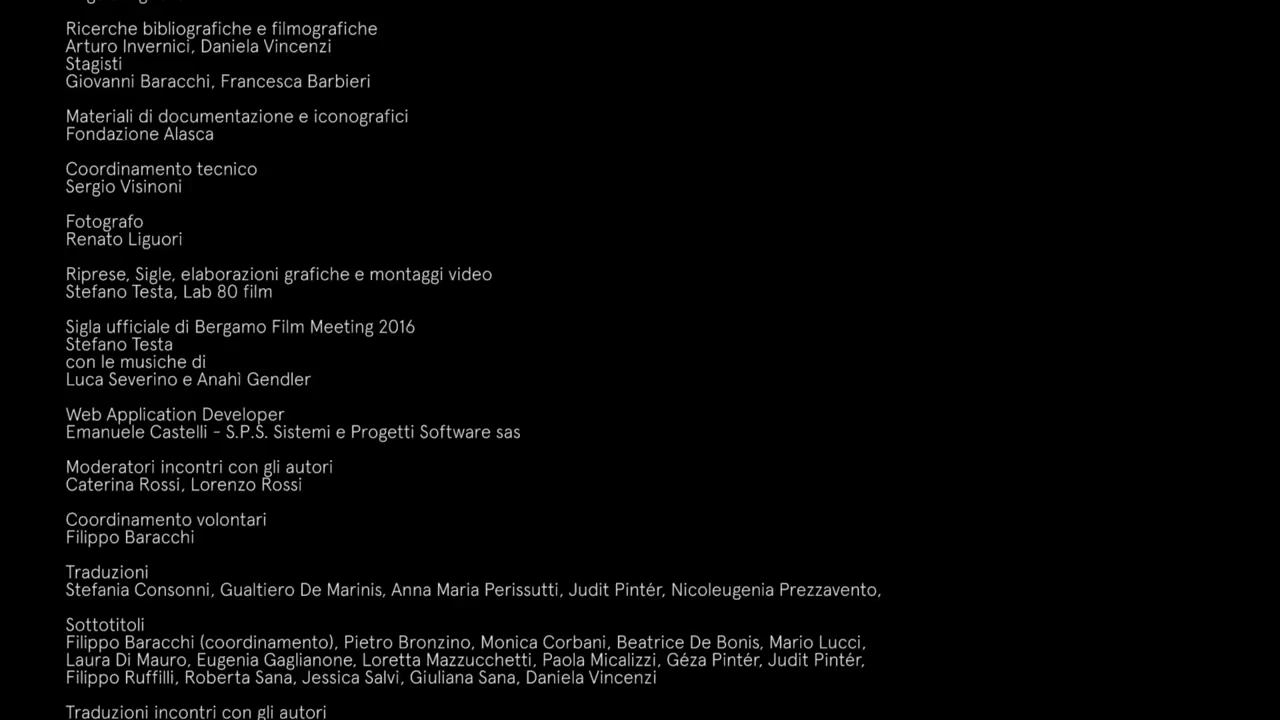 Ricerche bibliografiche e filmografiche
Arturo Invernici, Daniela Vincenzi
Stagisti
Giovanni Baracchi, Francesca Barbieri
Materiali di documentazione e iconografici
Fondazione Alasca
Coordinamento tecnico
Sergio Visinoni
Fotografo
Renato Liguori
Riprese, Sigle, elaborazioni grafiche e montaggi video
Stefano Testa, Lab 80 film
Sigla ufficiale di Bergamo Film Meeting 2016
Stefano Testa
con le musiche di
Luca Severino e Anahì Gendler
Web Application Developer
Emanuele Castelli - S.P.S. Sistemi e Progetti Software sas
Moderatori incontri con gli autori
Caterina Rossi, Lorenzo Rossi
Coordinamento volontari
Filippo Baracchi
Traduzioni
Stefania Consonni, Gualtiero De Marinis, Anna Maria Perissutti, Judit Pintér, Nicoleugenia Prezzavento,
Sottotitoli
Filippo Baracchi (coordinamento), Pietro Bronzino, Monica Corbani, Beatrice De Bonis, Mario Lucci,
Laura Di Mauro, Eugenia Gaglianone, Loretta Mazzucchetti, Paola Micalizzi, Géza Pintér, Judit Pintér,
Filippo Ruffilli, Roberta Sana, Jessica Salvi, Giuliana Sana, Daniela Vincenzi
Traduzioni incontri con gli autori